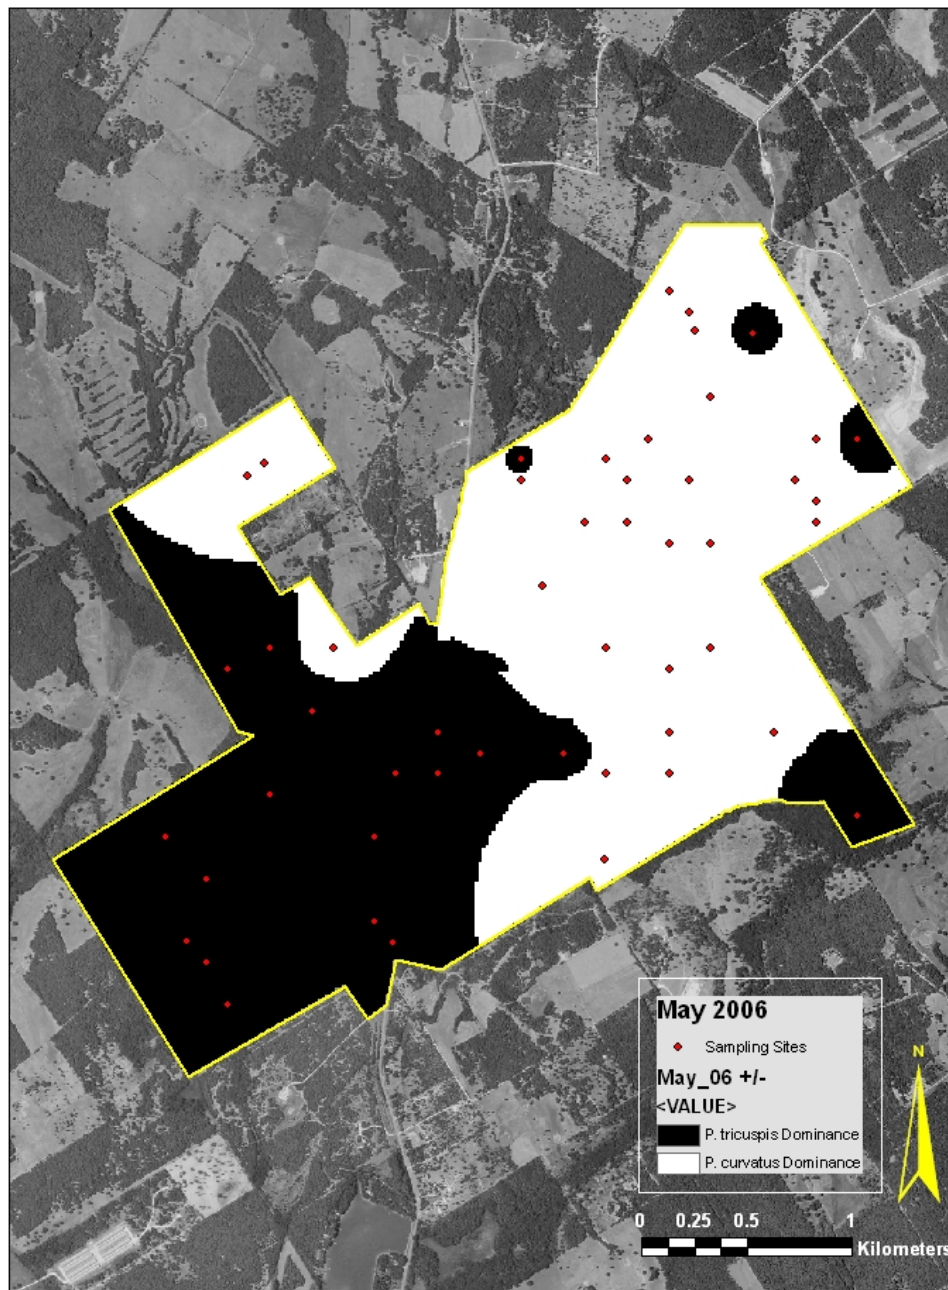 May 2006
Sampling Sites
May_06 +/-
<VALUE>
P. tricuspis Dominance
P. curvatus Dominance
N
0 0.25 0.5 1
Kilometers